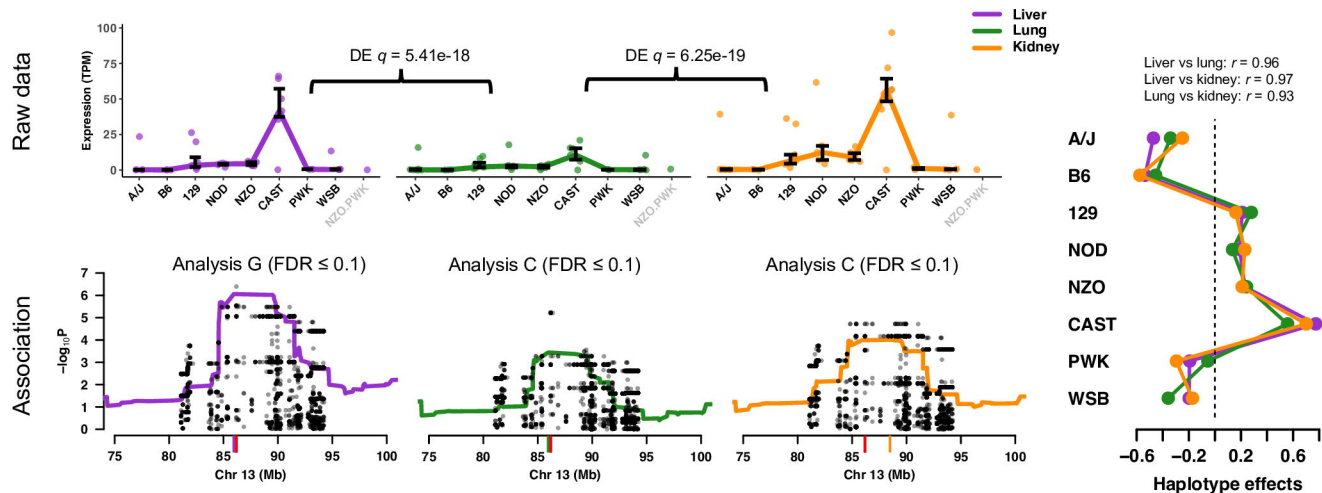 Liver
Lung
Kidney
Raw data
Expression (TPM)
100
75
50
25
0
DE q = 5.41e-18
DE q = 6.25e-19
A/J B6 129 NOD NZO CAST PWK WSB NZO.PWK
A/J B6 129 NOD NZO CAST PWK WSB
A/J B6 129 NOD NZO CAST PWK WSB NZO.PWK
Liver vs lung: r = 0.96
Liver vs kidney: r = 0.97
Lung vs kidney: r = 0.93
A/J
B6
129
NOD
NZO
CAST
PWK
WSB
−0.6 −0.2 0.2 0.6
Haplotype effects
Association
Analysis G (FDR ≤ 0.1)
Analysis C (FDR ≤ 0.1)
Analysis C (FDR ≤ 0.1)
−log10P
7
6
5
4
3
2
1
0
75 80 85 90 95 100
75 80 85 90 95 100
75 80 85 90 95 100
Chr 13 (Mb)
Chr 13 (Mb)
Chr 13 (Mb)